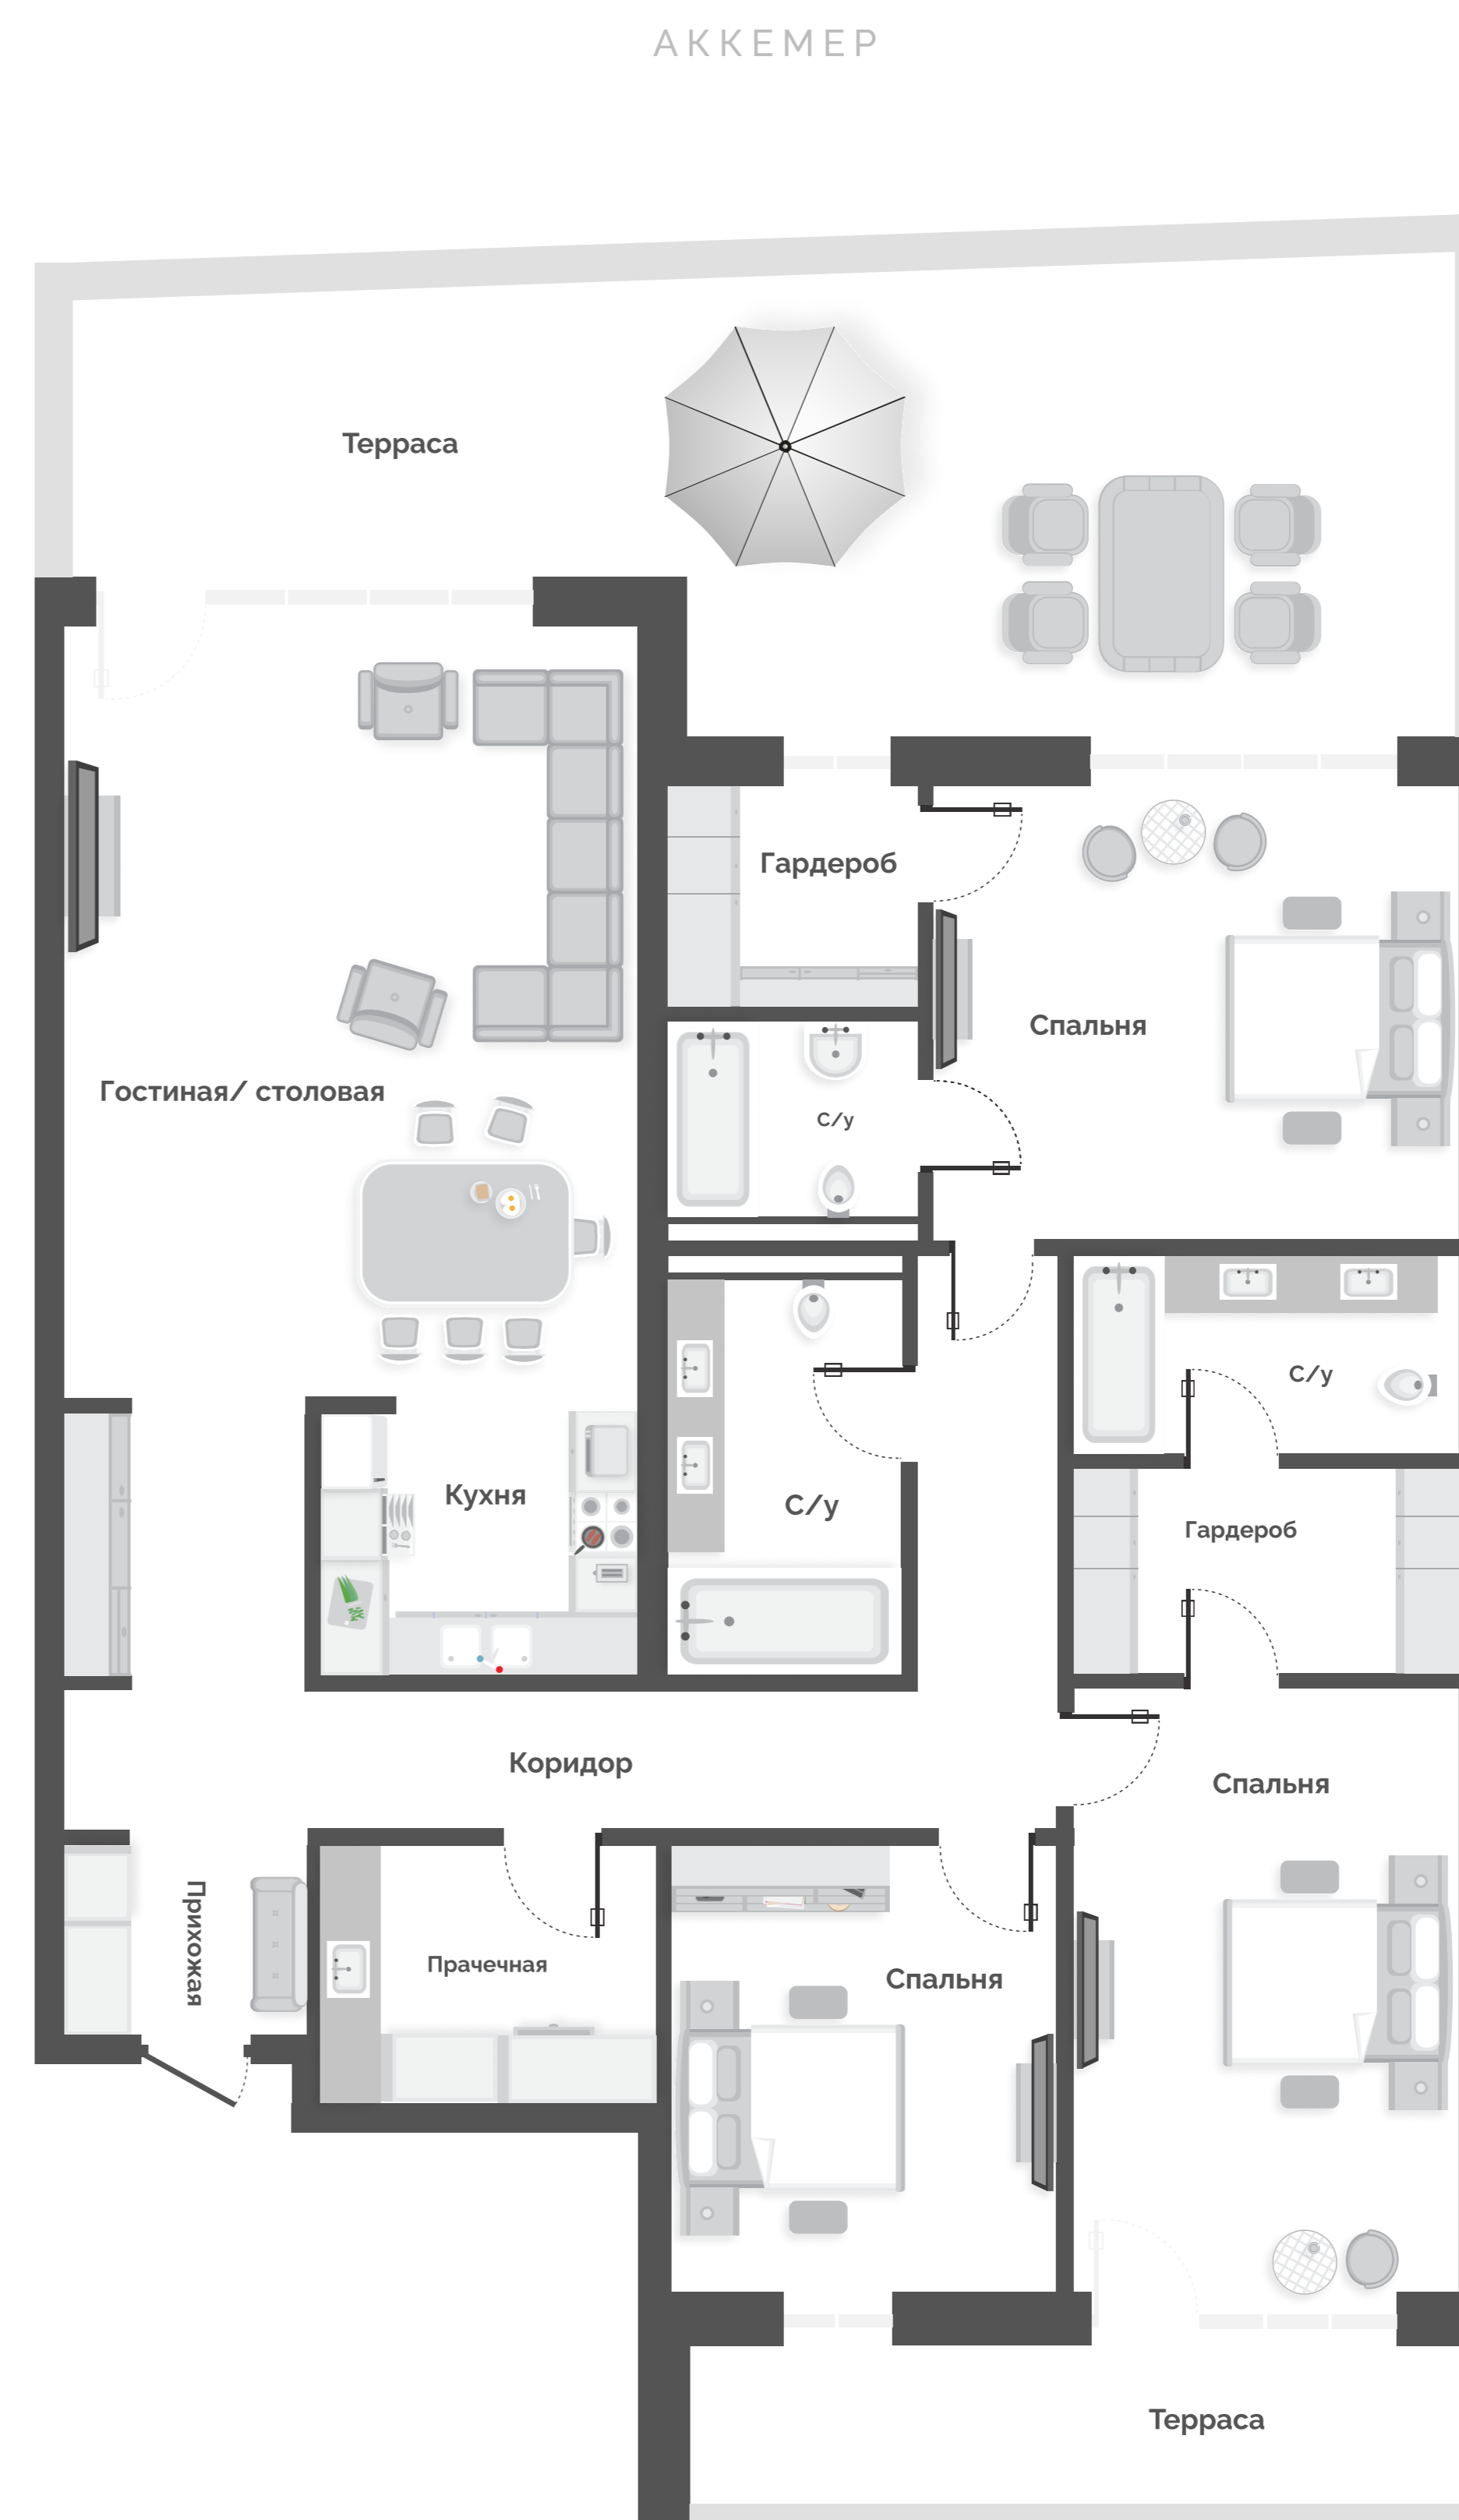 АККЕМЕР
Терраса
Гардероб
Спальня
Гостиная/ столовая
С/у
С/у
Кухня
С/у
Гардероб
Коридор
Спальня
Прихожая
Прачечная
Спальня
Терраса